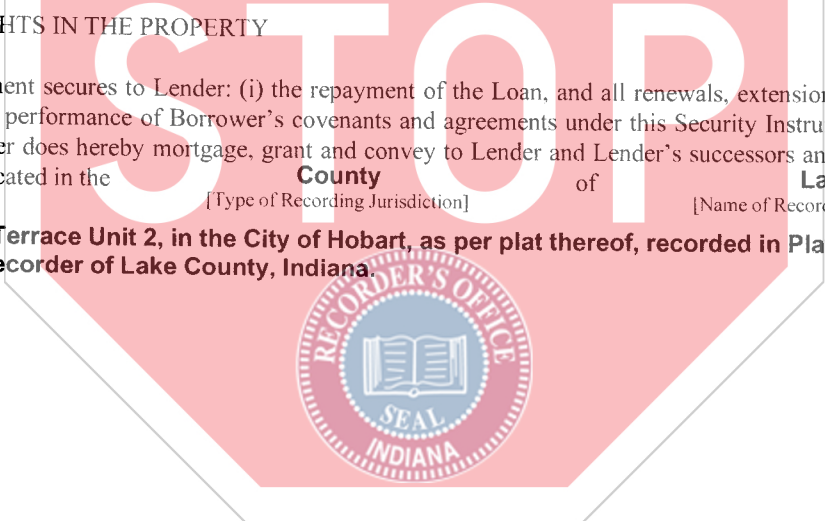 STOP
HTS IN THE PROPERTY
ent secures to Lender: (i) the repayment of the Loan, and all renewals, extension
performance of Borrower's covenants and agreements under this Security Instru
er does hereby mortgage, grant and convey to Lender and Lender's successors an
cated in the County of La
[Type of Recording Jurisdiction] [Name of Record
Terrace Unit 2, in the City of Hobart, as per plat thereof, recorded in Pla
ecorder of Lake County, Indiana.
RECORDER'S OFFICE
SEAL
INDIANA